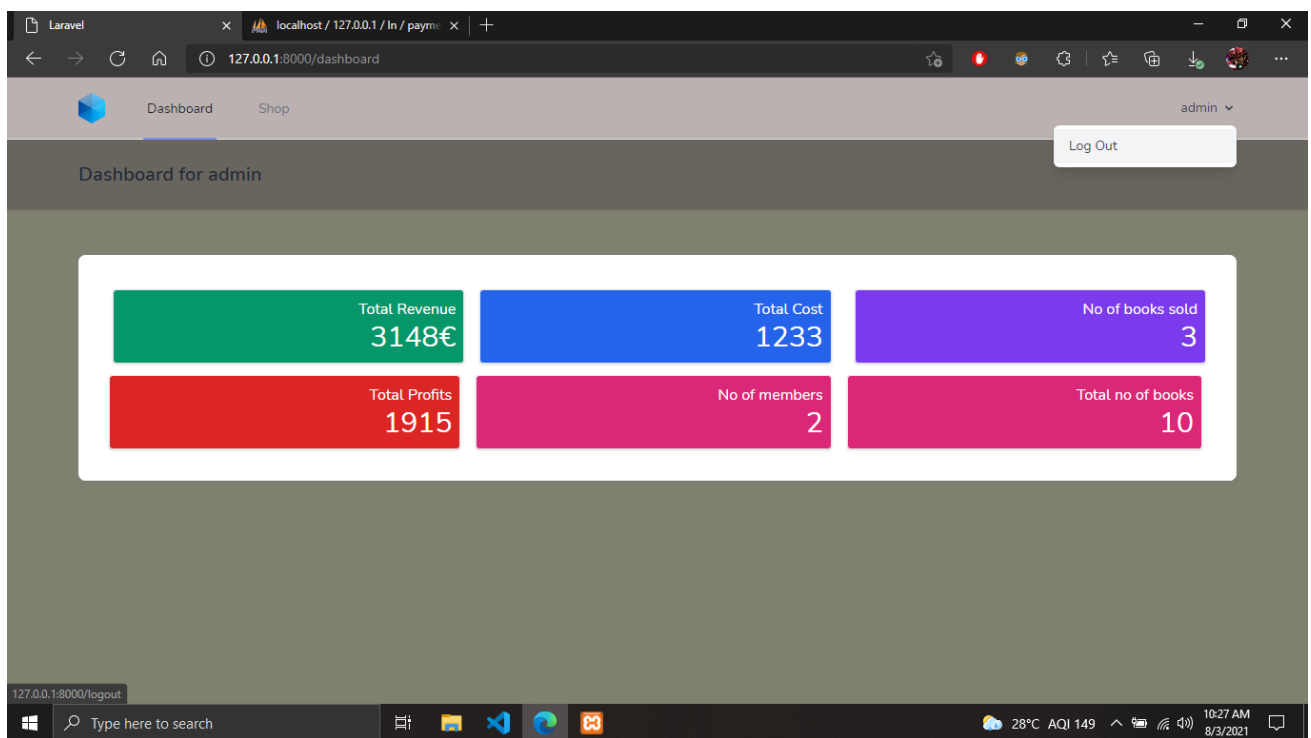 Laravel
localhost / 127.0.0.1 / ln / payme
127.0.0.1:8000/dashboard
Dashboard
Shop
admin
Log Out
Dashboard for admin
Total Revenue
3148€
Total Cost
1233
No of books sold
3
Total Profits
1915
No of members
2
Total no of books
10
127.0.0.1:8000/logout
Type here to search
28°C AQI 149
10:27 AM
8/3/2021